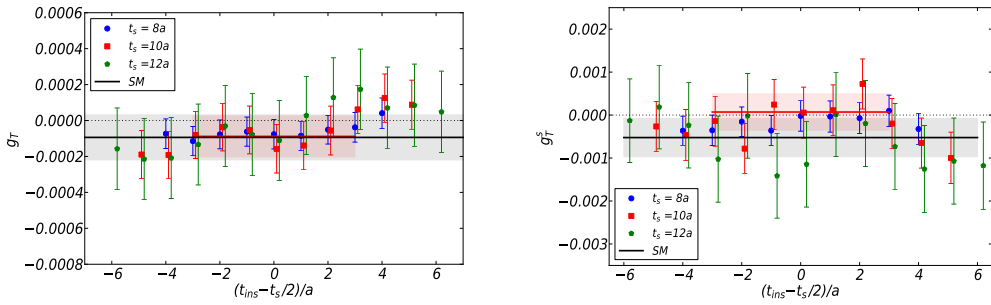 0.0006
0.0004
0.0002
0.0000
−0.0002
−0.0004
−0.0006
−0.0008
g_T
t_s = 8a
t_s =10a
t_s =12a
SM
−6 −4 −2 0 2 4 6
(t_ins−t_s/2)/a
0.002
0.001
0.000
−0.001
−0.002
−0.003
g_T^s
t_s = 8a
t_s =10a
t_s =12a
SM
−6 −4 −2 0 2 4 6
(t_ins−t_s/2)/a